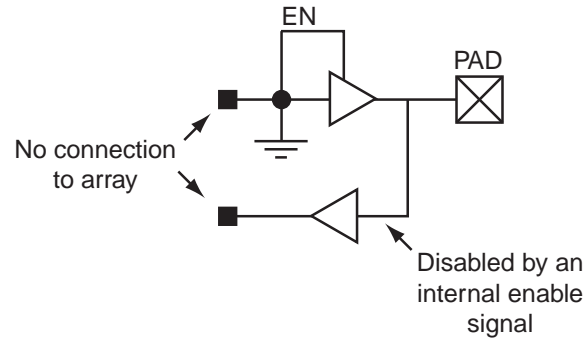 EN
PAD
No connection
to array
Disabled by an
internal enable
signal